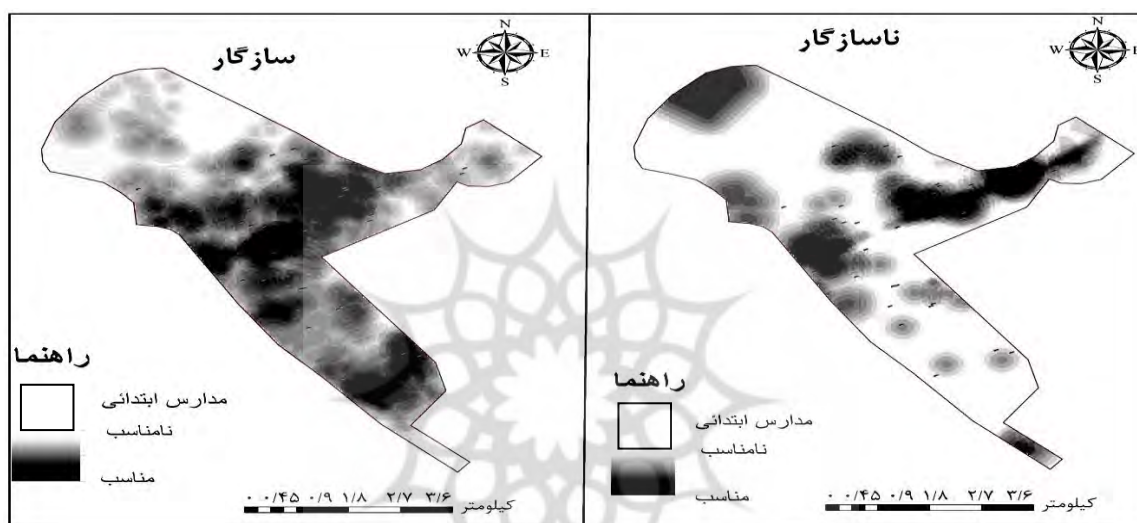 ناسازگار
N
W E
S
راهنما
مدارس ابتدائی
نامناسب
مناسب
۰ ۰/۴۵ ۰/۹ ۱/۸ ۲/۷ ۳/۶ کیلومتر
سازگار
N
W E
S
راهنما
مدارس ابتدائی
نامناسب
مناسب
۰ ۰/۴۵ ۰/۹ ۱/۸ ۲/۷ ۳/۶ کیلومتر